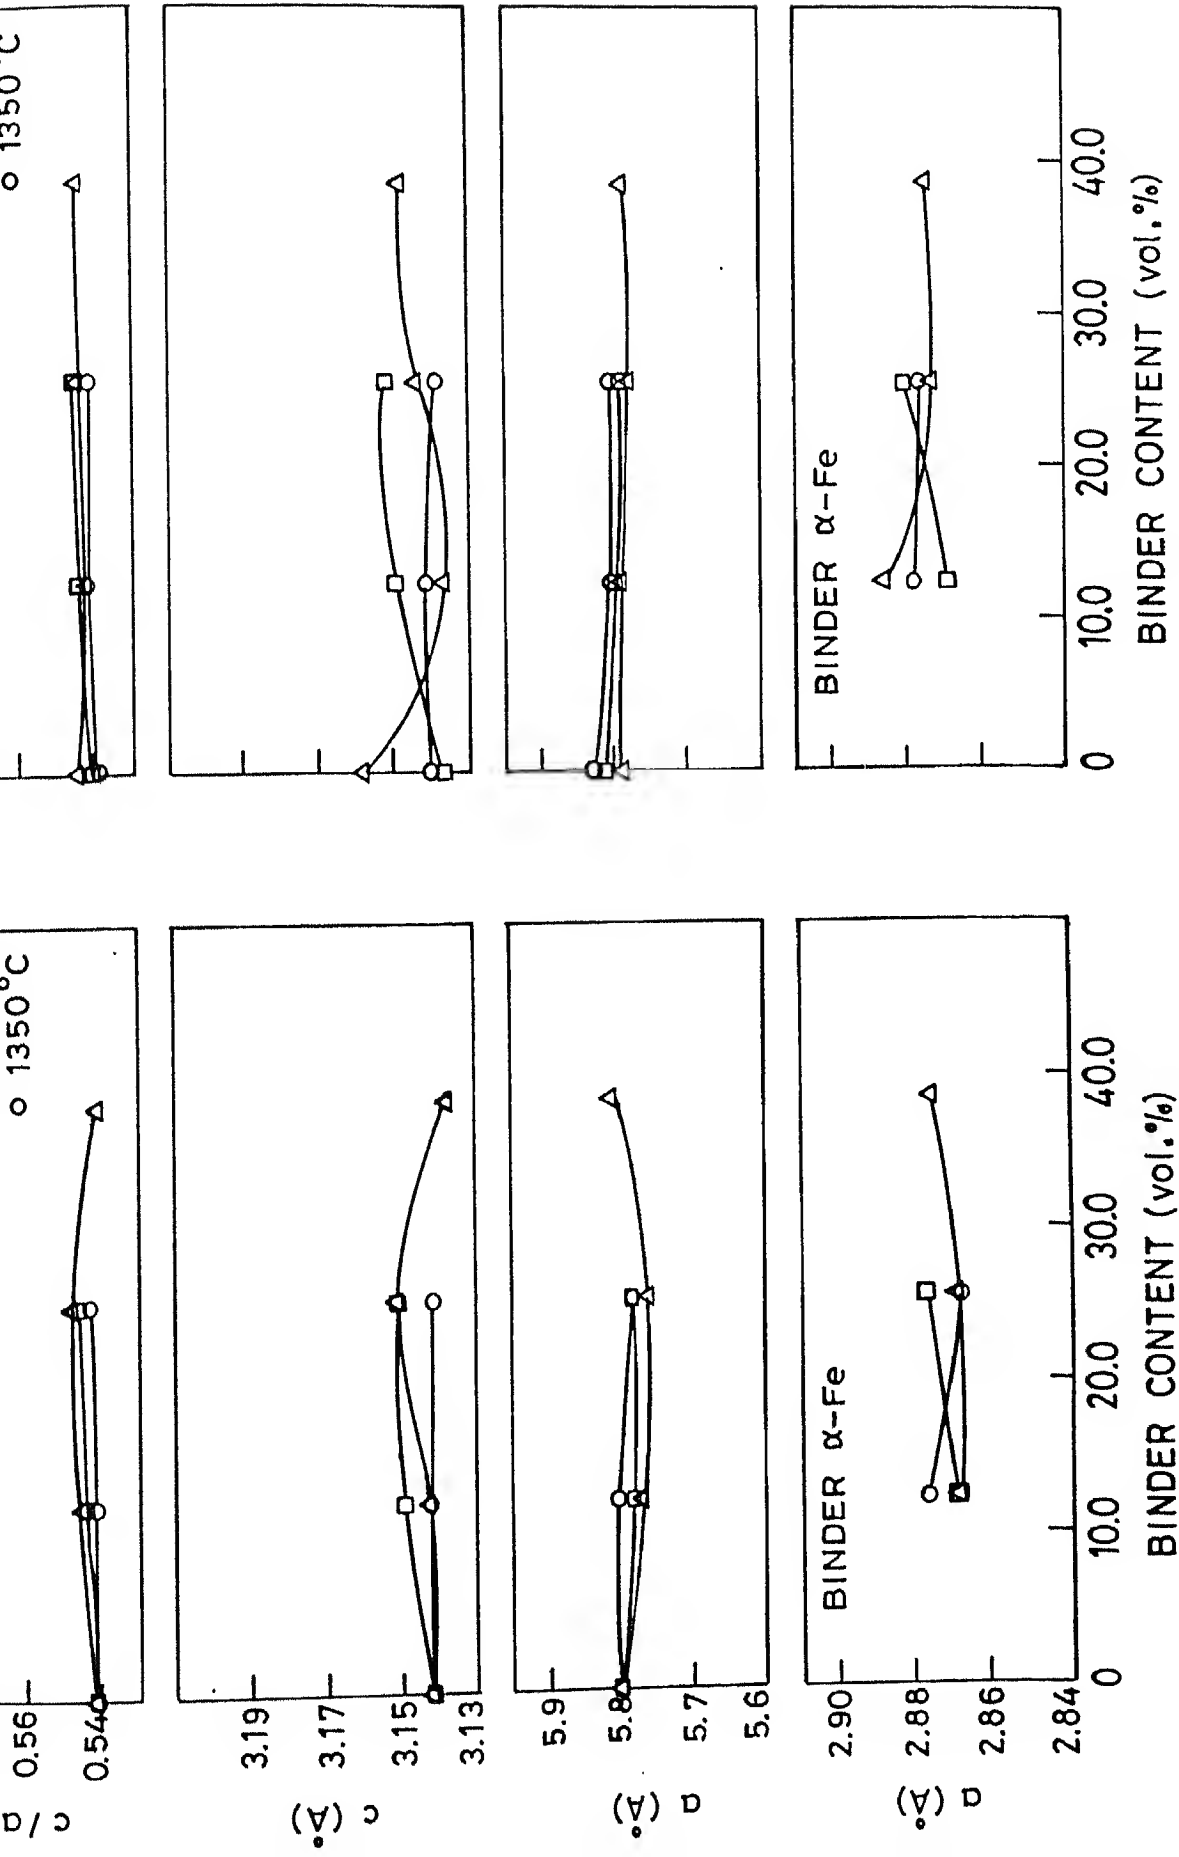 ○ 1350°C
○ 1350°C
c/a
0.56
0.54
c (Å)
3.19
3.17
3.15
3.13
a (Å)
5.9
5.8
5.7
5.6
a (Å)
2.90
2.88
2.86
2.84
BINDER α-Fe
BINDER α-Fe
0
10.0
20.0
30.0
40.0
BINDER CONTENT (vol.%)
0
10.0
20.0
30.0
40.0
BINDER CONTENT (vol.%)